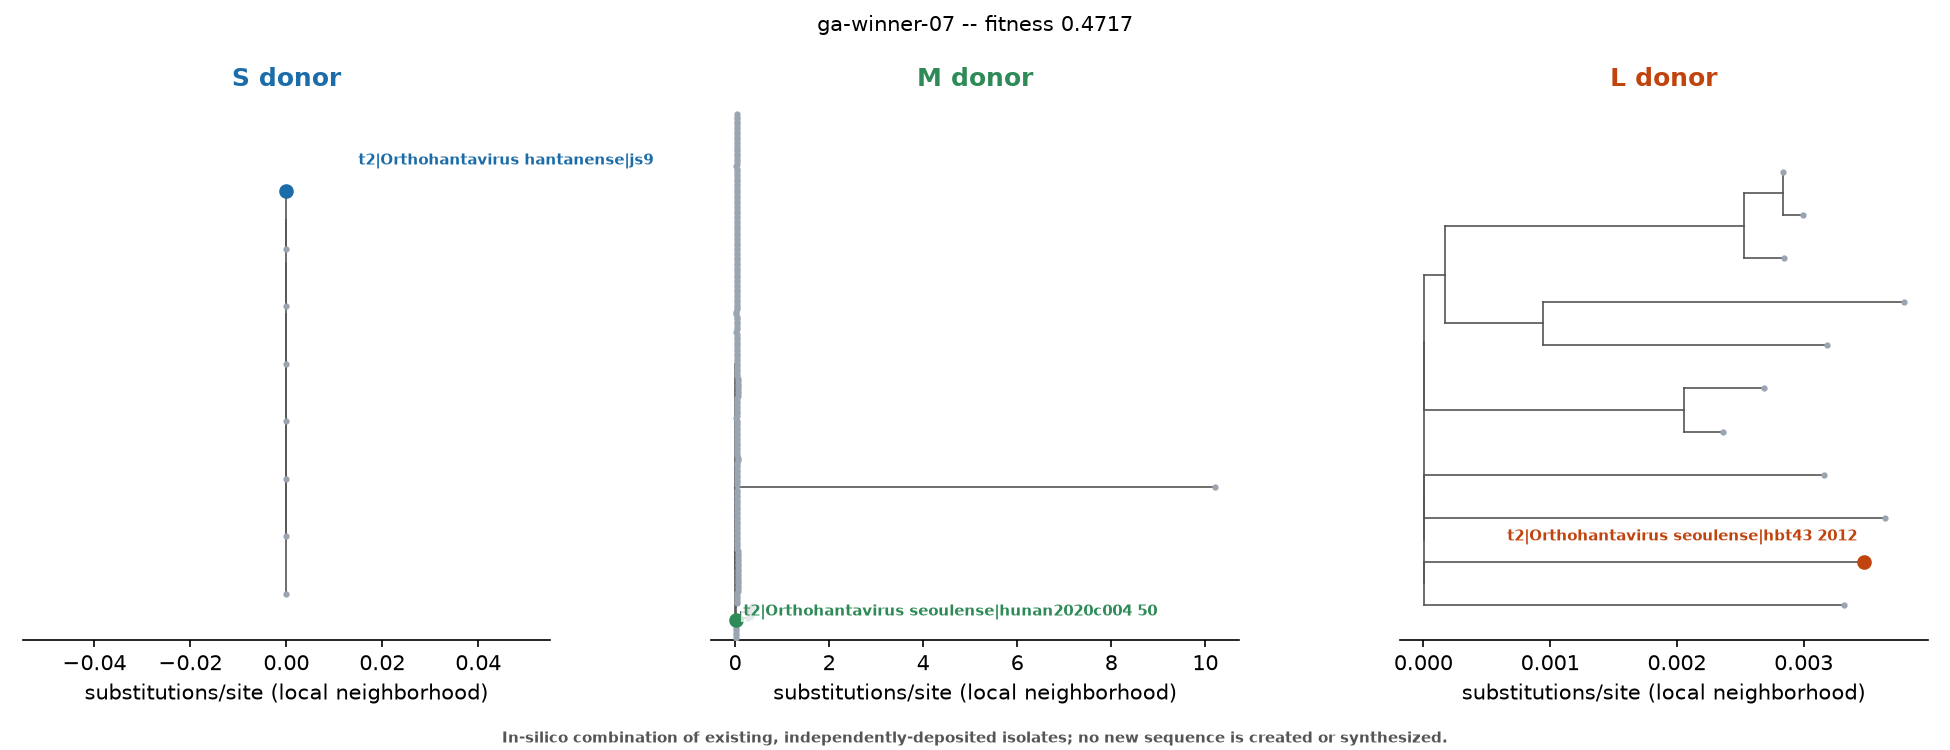 ga-winner-07 -- fitness 0.4717
S donor
M donor
L donor
t2|Orthohantavirus hantanense|js9
t2|Orthohantavirus seoulense|hbt43 2012
t2|Orthohantavirus seoulense|hunan2020c004 50
−0.04 −0.02 0.00 0.02 0.04
0 2 4 6 8 10
0.000 0.001 0.002 0.003
substitutions/site (local neighborhood)
substitutions/site (local neighborhood)
substitutions/site (local neighborhood)
In-silico combination of existing, independently-deposited isolates; no new sequence is created or synthesized.